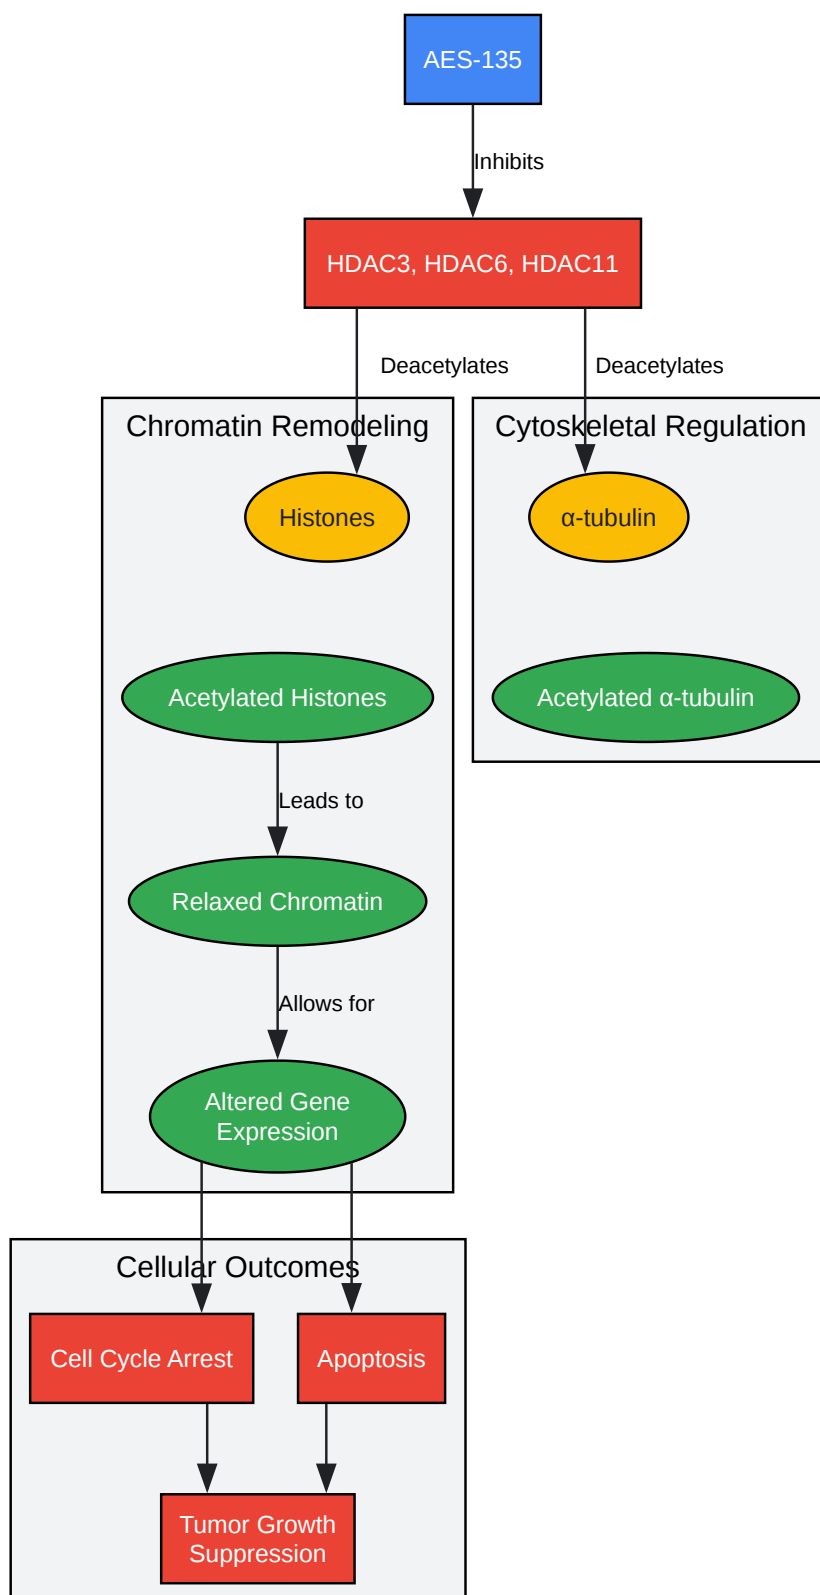 AES-135
Inhibits
HDAC3, HDAC6, HDAC11
Deacetylates
Deacetylates
Chromatin Remodeling
Cytoskeletal Regulation
Histones
α-tubulin
Acetylated Histones
Acetylated α-tubulin
Leads to
Relaxed Chromatin
Allows for
Altered Gene
Expression
Cellular Outcomes
Cell Cycle Arrest
Apoptosis
Tumor Growth
Suppression